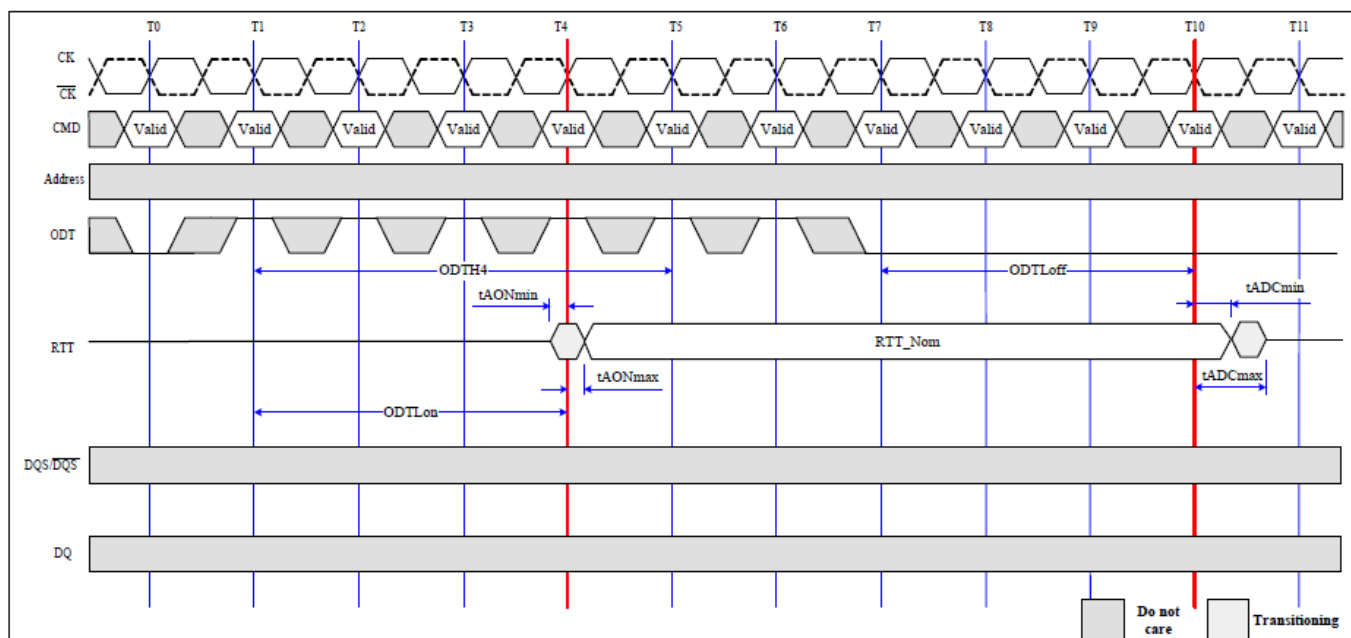 T0 T1 T2 T3 T4 T5 T6 T7 T8 T9 T10 T11
CK
CK
CMD Valid Valid Valid Valid Valid Valid Valid Valid Valid Valid Valid Valid
Address
ODT
ODTH4 ODTLoff
tAONmin tADCmin
RTT RTT_Nom
tAONmax tADCmax
ODTLon
DQS/DQS
DQ
Do not care
Transitioning